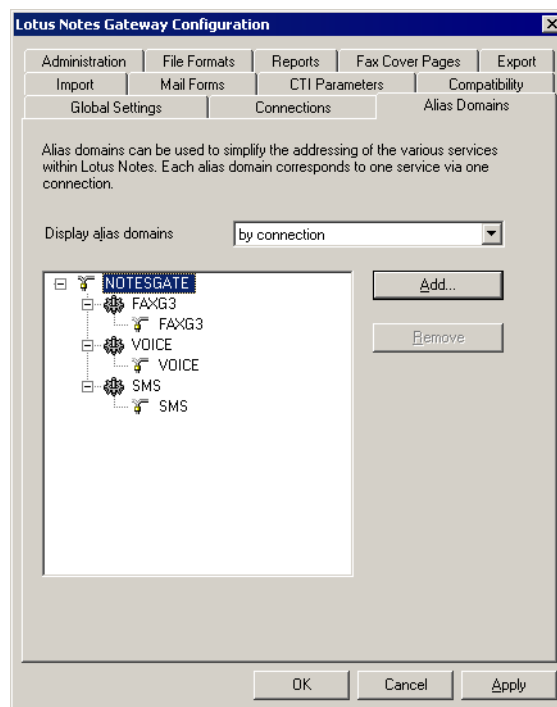 Lotus Notes Gateway Configuration
Administration File Formats Reports Fax Cover Pages Export
Import Mail Forms CTI Parameters Compatibility
Global Settings Connections Alias Domains
Alias domains can be used to simplify the addressing of the various services
within Lotus Notes. Each alias domain corresponds to one service via one
connection.
Display alias domains by connection
NOTESGATE
Add...
FAXG3
FAXG3
Remove
VOICE
VOICE
SMS
SMS
OK Cancel Apply